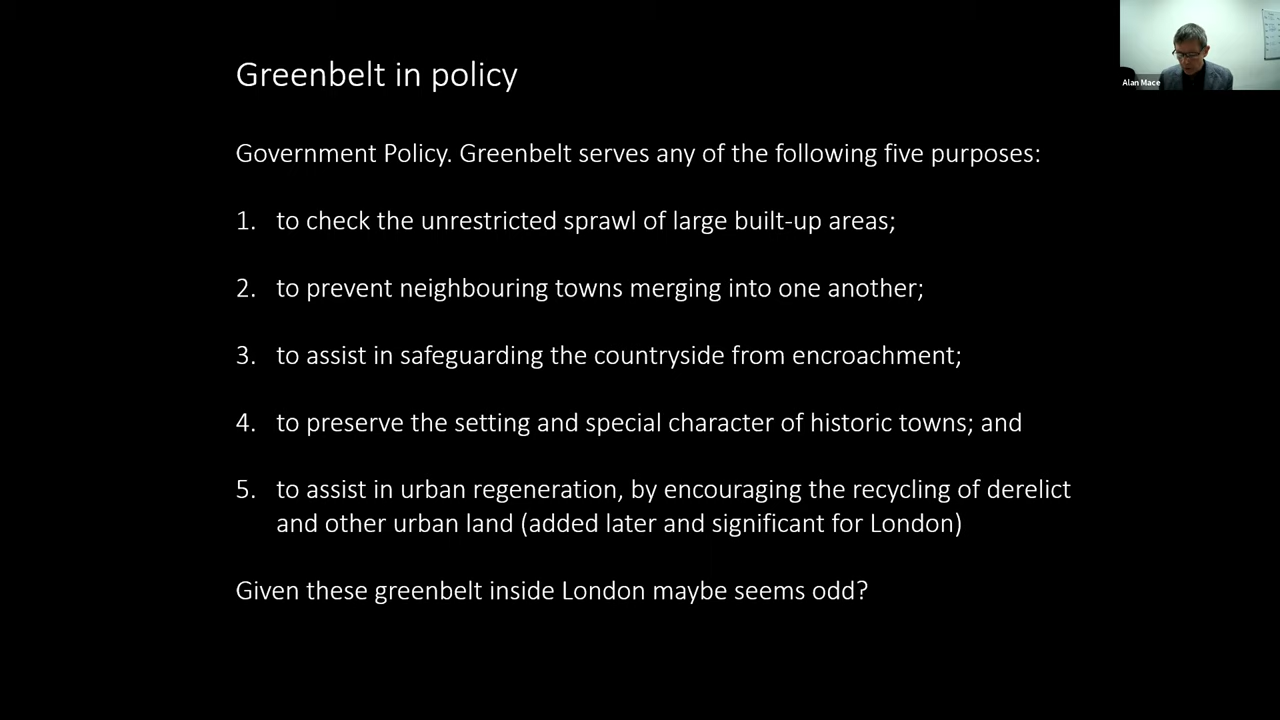 Greenbelt in policy
Alan Mace
Government Policy. Greenbelt serves any of the following five purposes:
1. to check the unrestricted sprawl of large built-up areas;
2. to prevent neighbouring towns merging into one another;
3. to assist in safeguarding the countryside from encroachment;
4. to preserve the setting and special character of historic towns; and
5. to assist in urban regeneration, by encouraging the recycling of derelict
and other urban land (added later and significant for London)
Given these greenbelt inside London maybe seems odd?